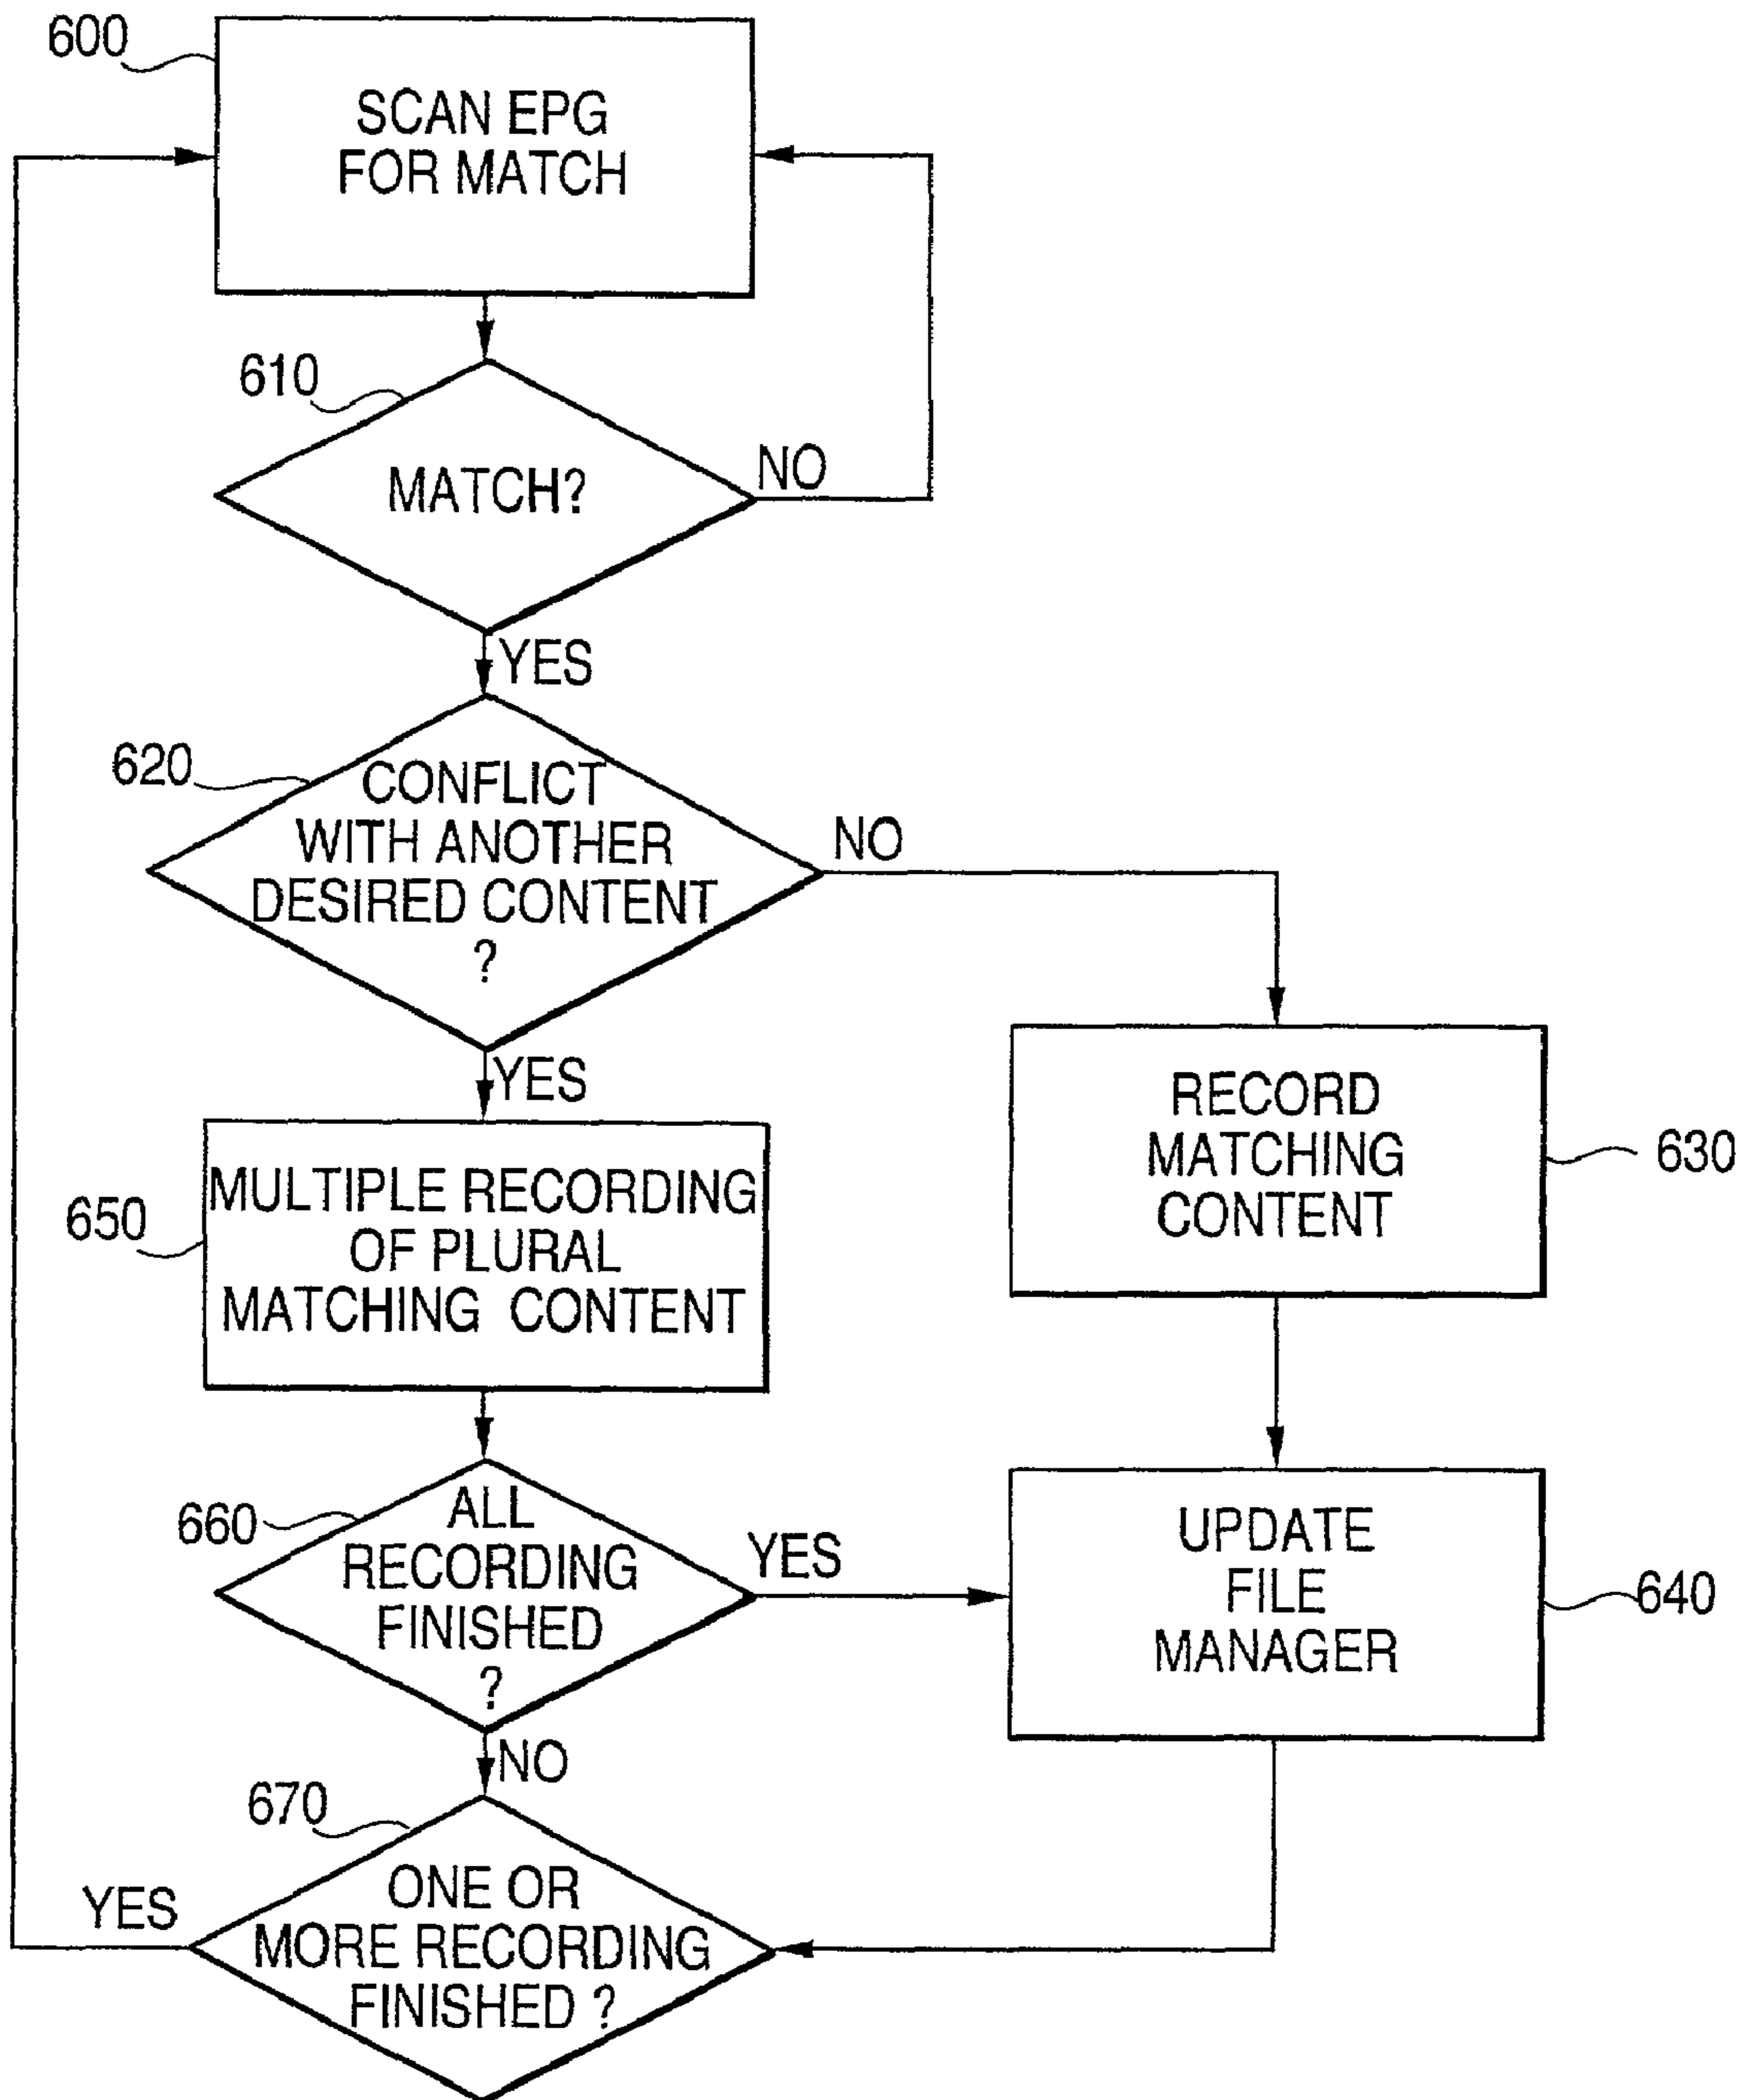 600
SCAN EPG
FOR MATCH
610
MATCH?
NO
YES
620
CONFLICT
WITH ANOTHER
DESIRED CONTENT
?
NO
YES
RECORD
MATCHING
CONTENT
630
650
MULTIPLE RECORDING
OF PLURAL
MATCHING CONTENT
660
ALL
RECORDING
FINISHED
?
YES
UPDATE
FILE
MANAGER
640
NO
670
YES
ONE OR
MORE RECORDING
FINISHED ?